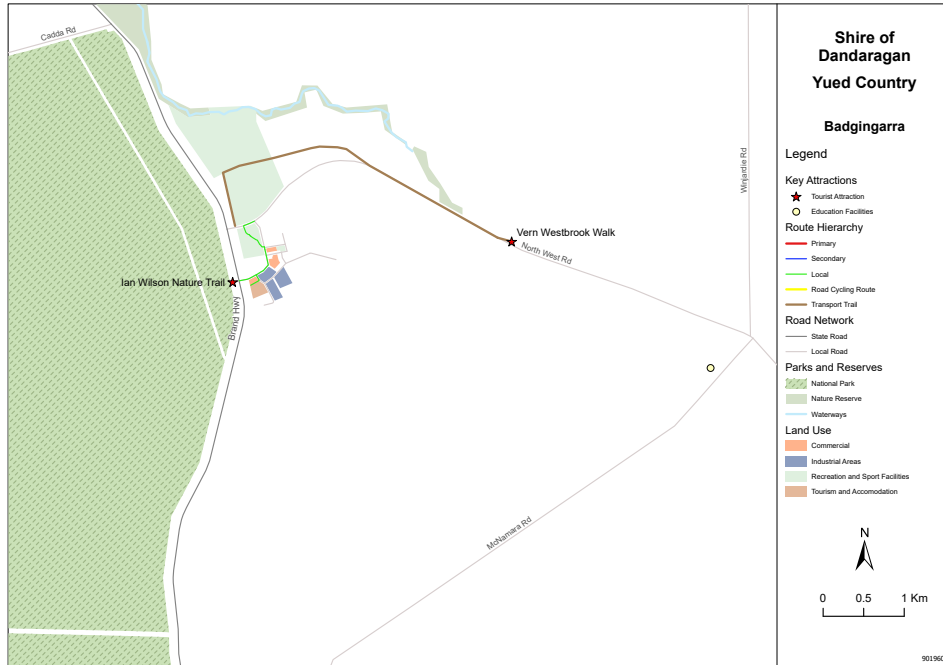 Cadda Rd
Minjaidie Rd
Vern Westbrook Walk
North West Rd
Ian Wilson Nature Trail
Brand Hwy
McNamara Rd
Shire of
Dandaragan
Yued Country
Badgingarra
Legend
Key Attractions
Tourist Attraction
Education Facilities
Route Hierarchy
Primary
Secondary
Local
Road Cycling Route
Transport Trail
Road Network
State Road
Local Road
Parks and Reserves
National Park
Nature Reserve
Waterways
Land Use
Commercial
Industrial Areas
Recreation and Sport Facilities
Tourism and Accomodation
N
0 0.5 1 Km
901960